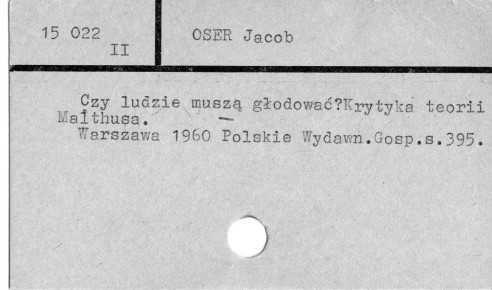 15 022
II
OSER Jacob
Czy ludzie muszą głodować?Krytyka teorii
Malthusa. —
Warszawa 1960 Polskie Wydawn.Gosp.s.395.